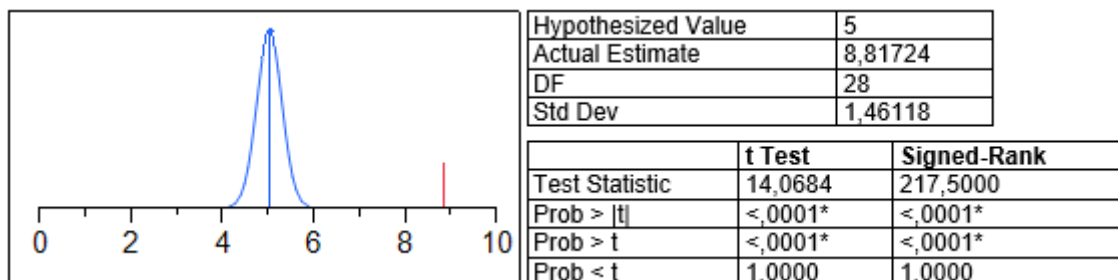 0 2 4 6 8 10
Hypothesized Value 5
Actual Estimate 8,81724
DF 28
Std Dev 1,46118
t Test Signed-Rank
Test Statistic 14,0684 217,5000
Prob > |t| <,0001* <,0001*
Prob > t <,0001* <,0001*
Prob < t 1,0000 1,0000